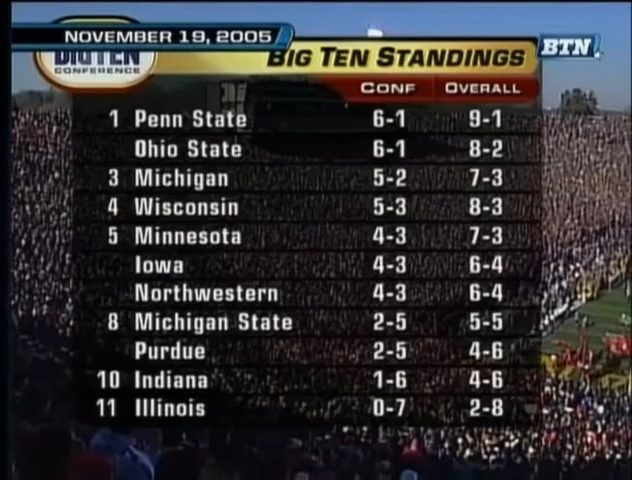 NOVEMBER 19, 2005
BIG TEN
CONFERENCE
BIG TEN STANDINGS
BTN
CONF OVERALL
1 Penn State 6-1 9-1
Ohio State 6-1 8-2
3 Michigan 5-2 7-3
4 Wisconsin 5-3 8-3
5 Minnesota 4-3 7-3
Iowa 4-3 6-4
Northwestern 4-3 6-4
8 Michigan State 2-5 5-5
Purdue 2-5 4-6
10 Indiana 1-6 4-6
11 Illinois 0-7 2-8